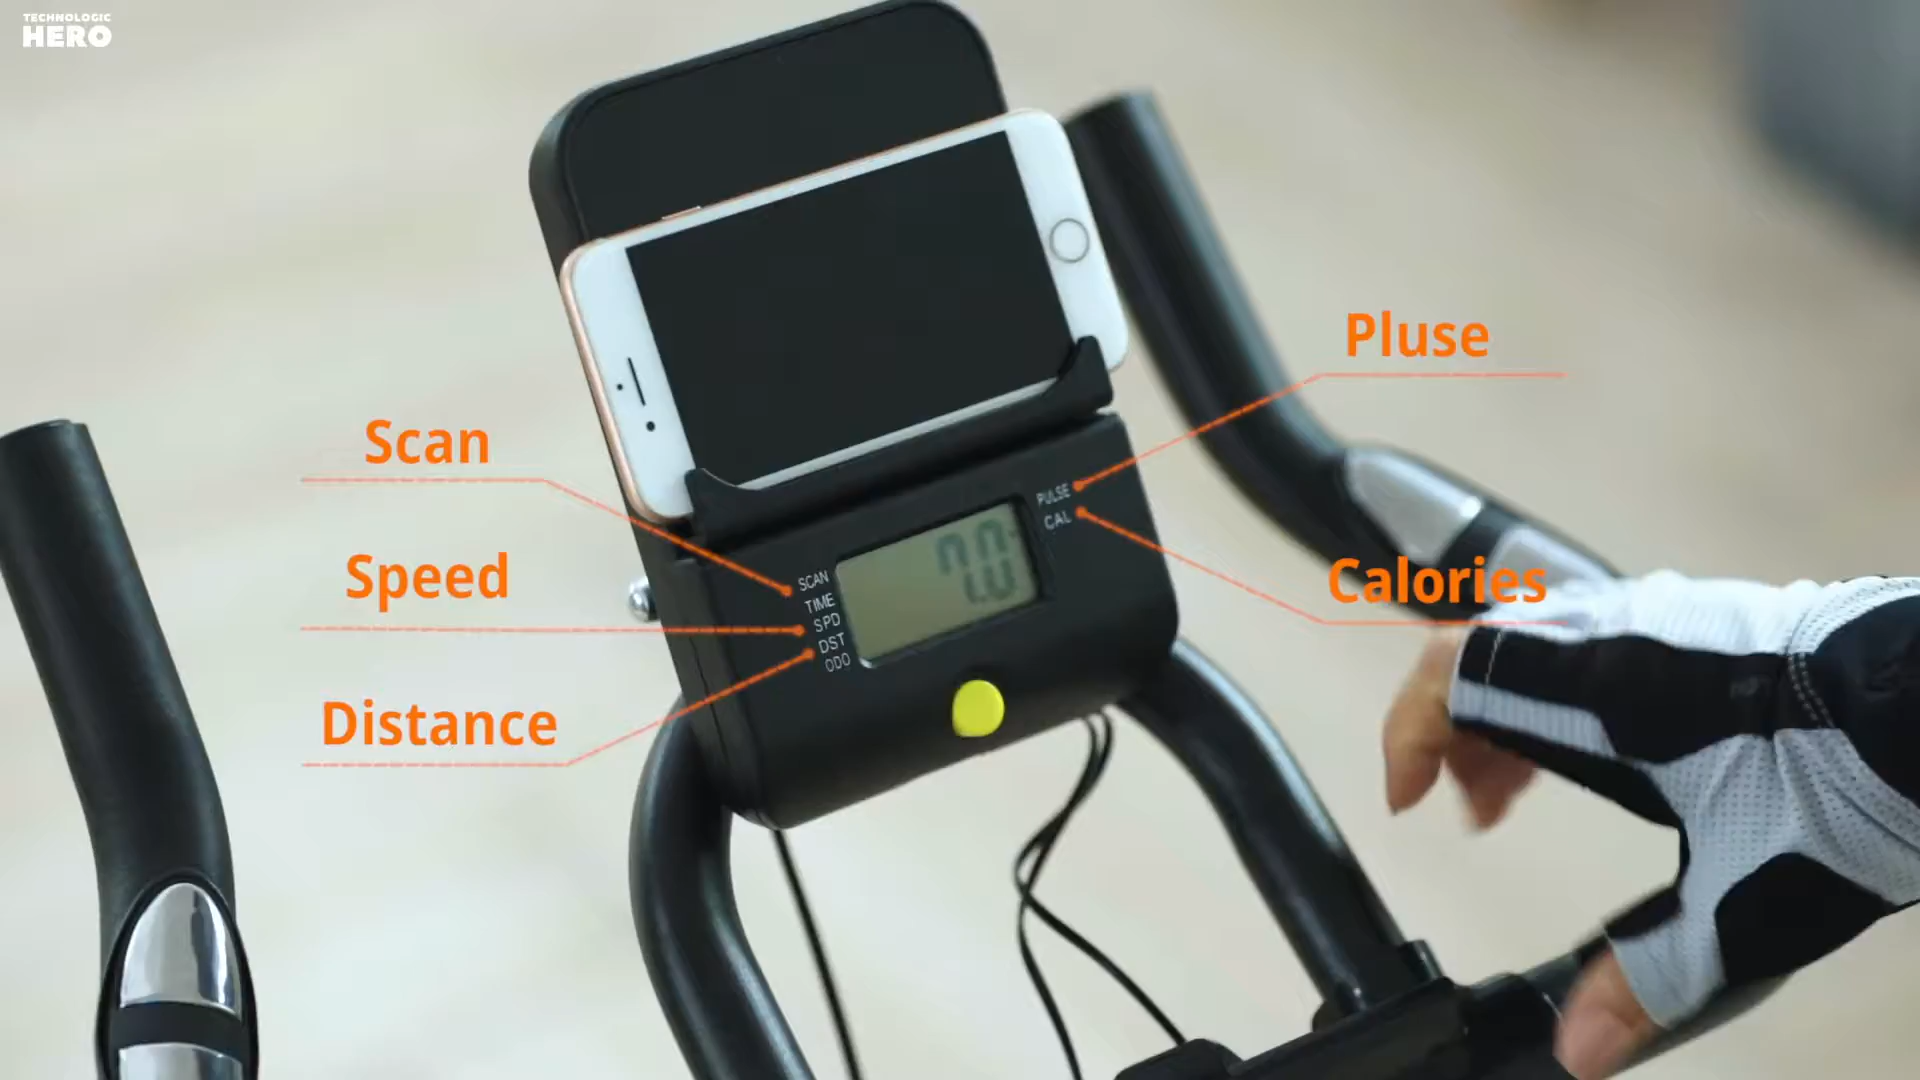 TECHNOLOGIC
HERO
Pluse
Scan
Speed
Calories
Distance
PULSE
CAL
SCAN
TIME
SPD
DST
ODO